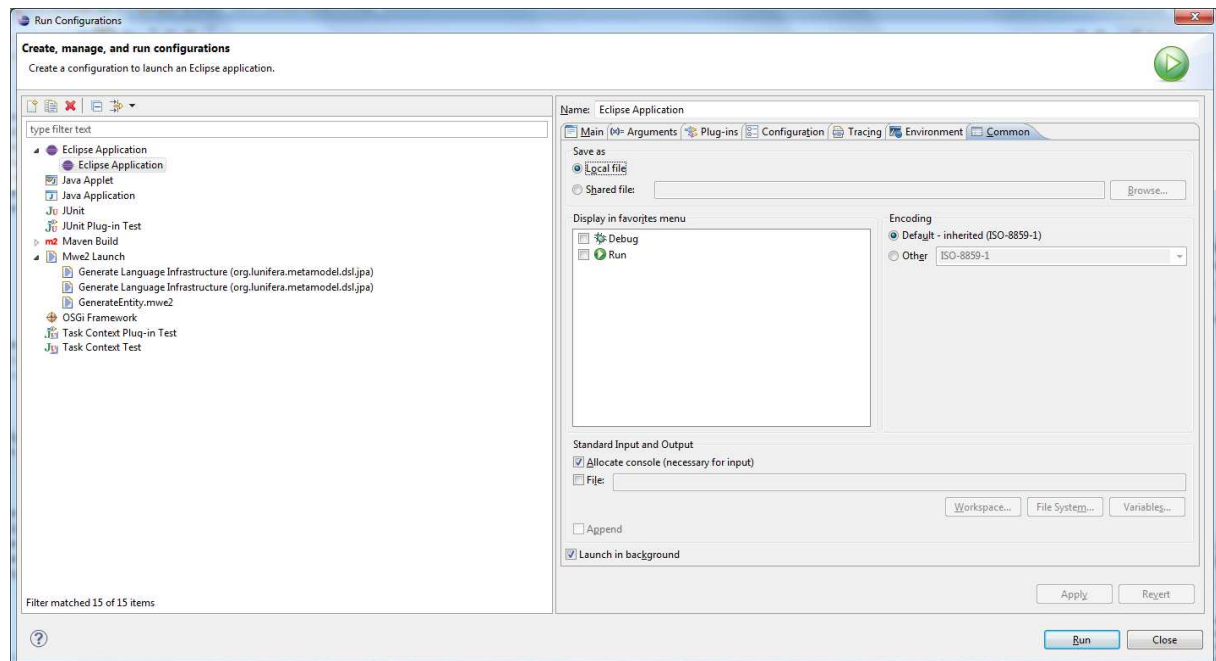 Run Configurations
Create, manage, and run configurations
Create a configuration to launch an Eclipse application.
type filter text
Eclipse Application
Eclipse Application
Java Applet
Java Application
Ju JUnit
JUnit Plug-in Test
m2 Maven Build
Mwe2 Launch
Generate Language Infrastructure (org.lunifera.metamodel.dsl.jpa)
Generate Language Infrastructure (org.lunifera.metamodel.dsl.jpa)
GenerateEntity.mwe2
OSGi Framework
Task Context Plug-in Test
Task Context Test
Filter matched 15 of 15 items
Name: Eclipse Application
Main (x)= Arguments Plug-ins Configuration Tracing Environment Common
Save as
Local file
Shared file: Browse...
Display in favorites menu
Debug
Run
Encoding
Default - inherited (ISO-8859-1)
Other ISO-8859-1
Standard Input and Output
Allocate console (necessary for input)
File:
Workspace... File System... Variables...
Append
Launch in background
Apply Revert
? Run Close